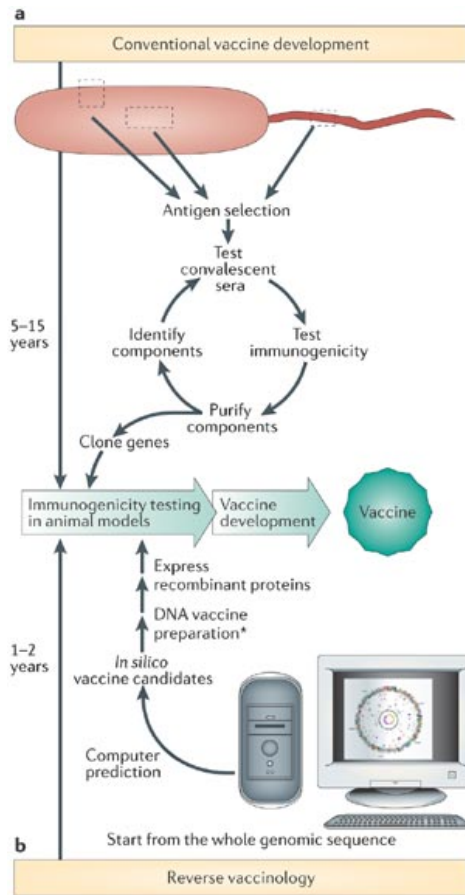 a
Conventional vaccine development
Antigen selection
Test
convalescent
sera
5–15
years
Identify
components
Test
immunogenicity
Purify
components
Clone genes
Immunogenicity testing
in animal models
Vaccine
development
Vaccine
Express
recombinant proteins
DNA vaccine
preparation*
1–2
years
In silico
vaccine candidates
Computer
prediction
Start from the whole genomic sequence
b
Reverse vaccinology